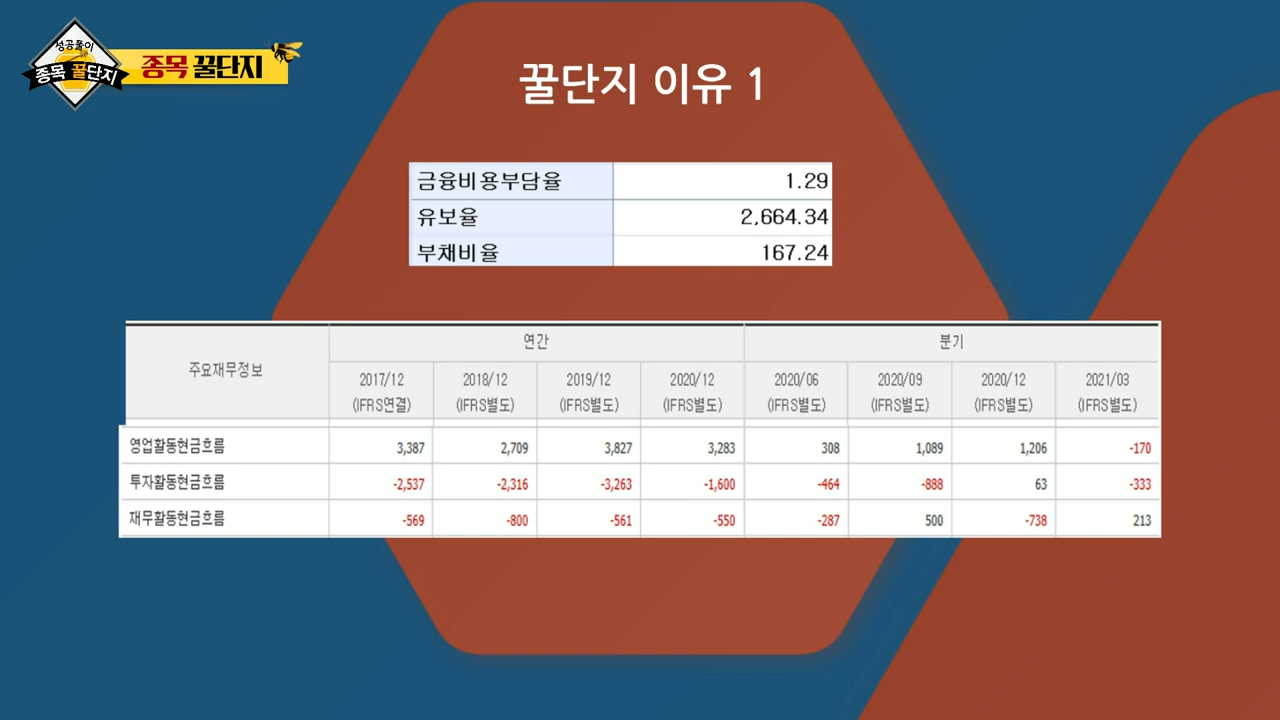 성공풀이
종목 꿀단지
종목 꿀단지
꿀단지 이유 1
금융비용부담율 1.29
유보율 2,664.34
부채비율 167.24
주요재무정보 연간 분기
2017/12 2018/12 2019/12 2020/12 2020/06 2020/09 2020/12 2021/03
(IFRS연결) (IFRS별도) (IFRS별도) (IFRS별도) (IFRS별도) (IFRS별도) (IFRS별도) (IFRS별도)
영업활동현금흐름 3,387 2,709 3,827 3,283 308 1,089 1,206 -170
투자활동현금흐름 -2,537 -2,316 -3,263 -1,600 -464 -888 63 -333
재무활동현금흐름 -569 -800 -561 -550 -287 500 -738 213